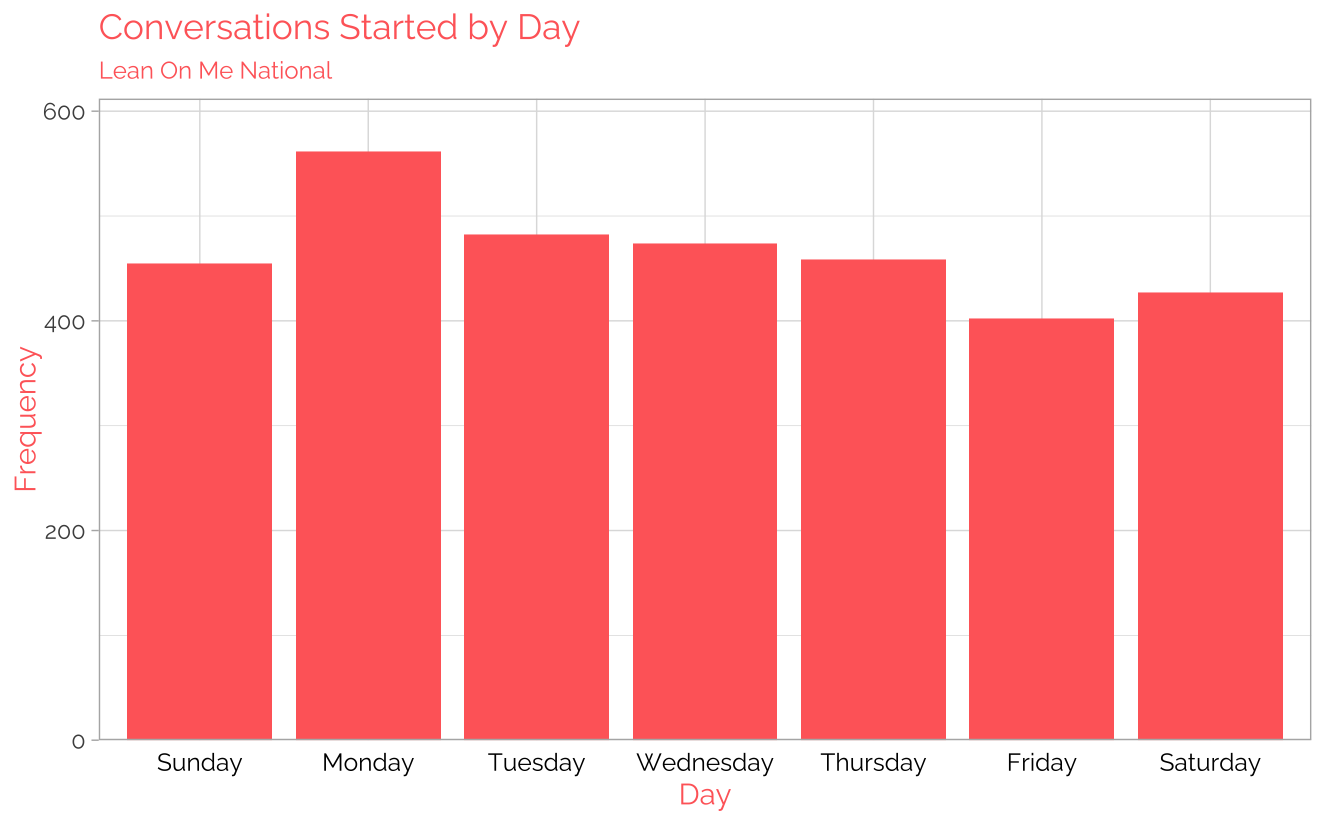 Conversations Started by Day
Lean On Me National
600
400
200
0
Frequency
Sunday Monday Tuesday Wednesday Thursday Friday Saturday
Day